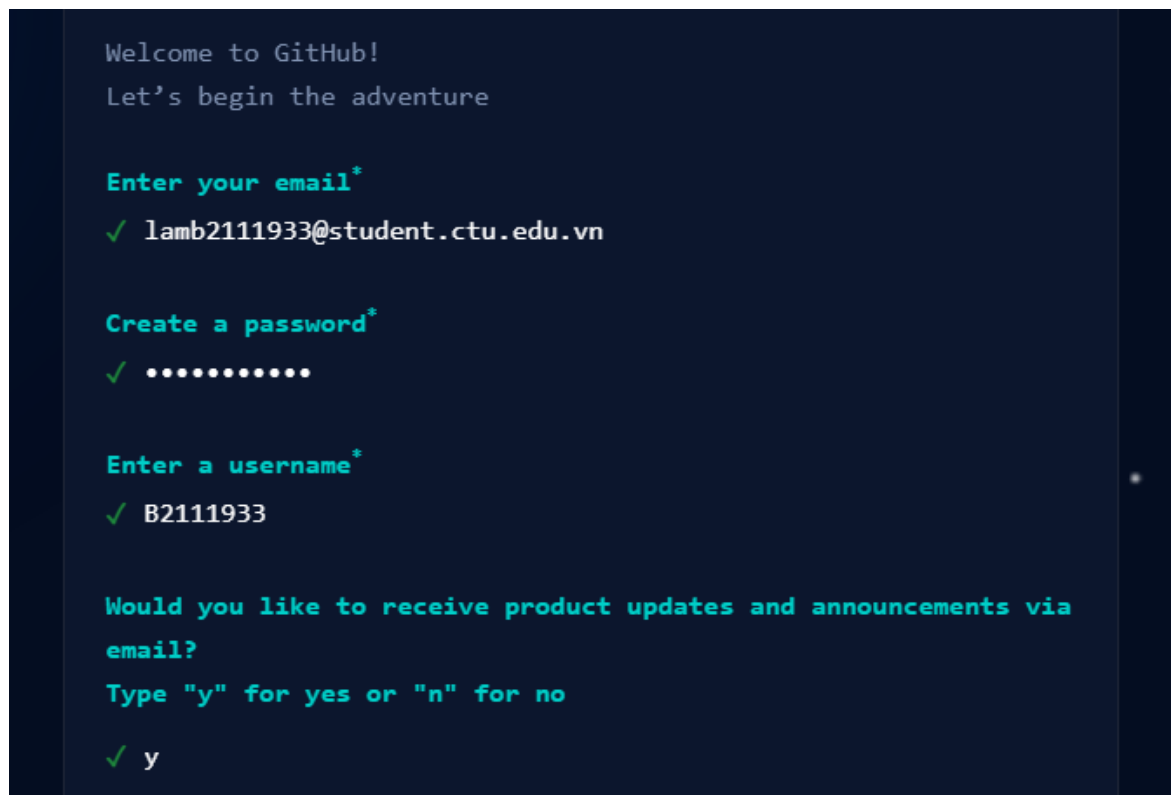 Welcome to GitHub!
Let’s begin the adventure
Enter your email*
✓ lamb2111933@student.ctu.edu.vn
Create a password*
✓ •••••••••••
Enter a username*
✓ B2111933
Would you like to receive product updates and announcements via
email?
Type "y" for yes or "n" for no
✓ y